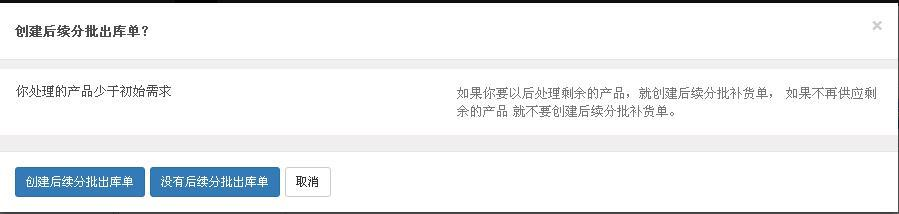 创建后续分批出库单?
×
你处理的产品少于初始需求
如果你要以后处理剩余的产品，就创建后续分批补货单， 如果不再供应剩
余的产品 就不要创建后续分批补货单。
创建后续分批出库单 没有后续分批出库单 取消